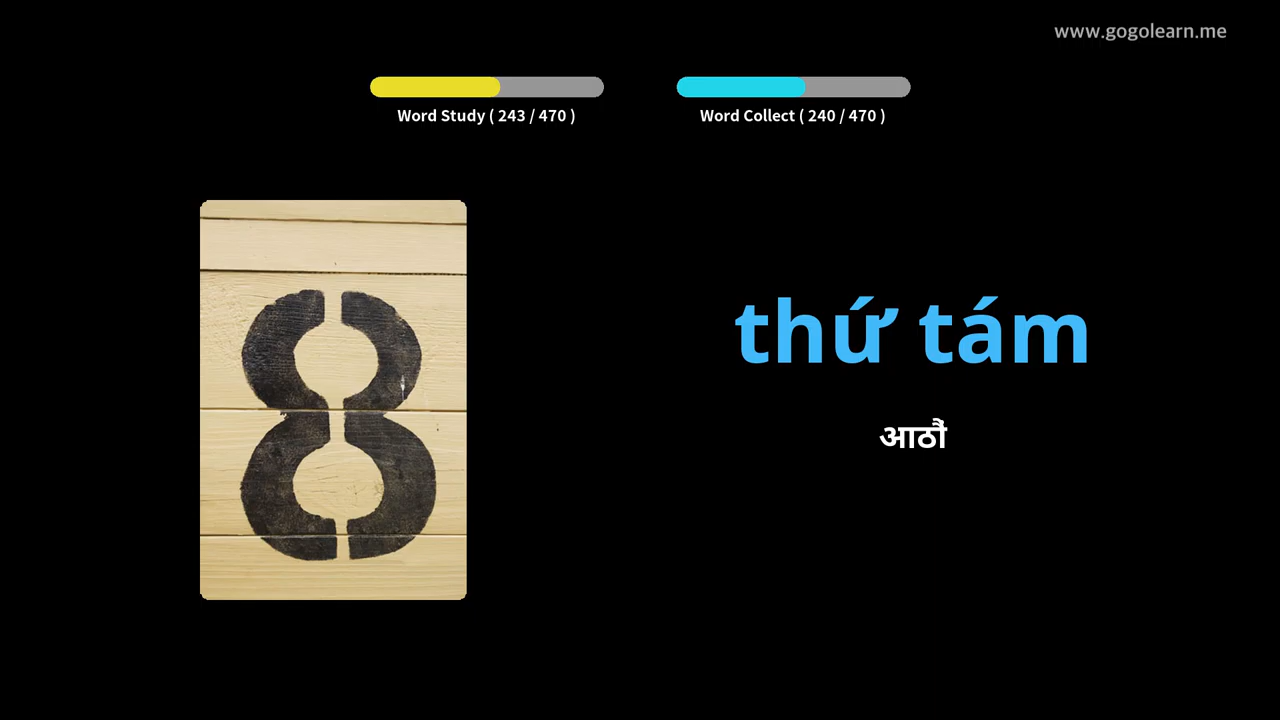 www.gogolearn.me
Word Study ( 243 / 470 )
Word Collect ( 240 / 470 )
8
thứ tám
आठौं